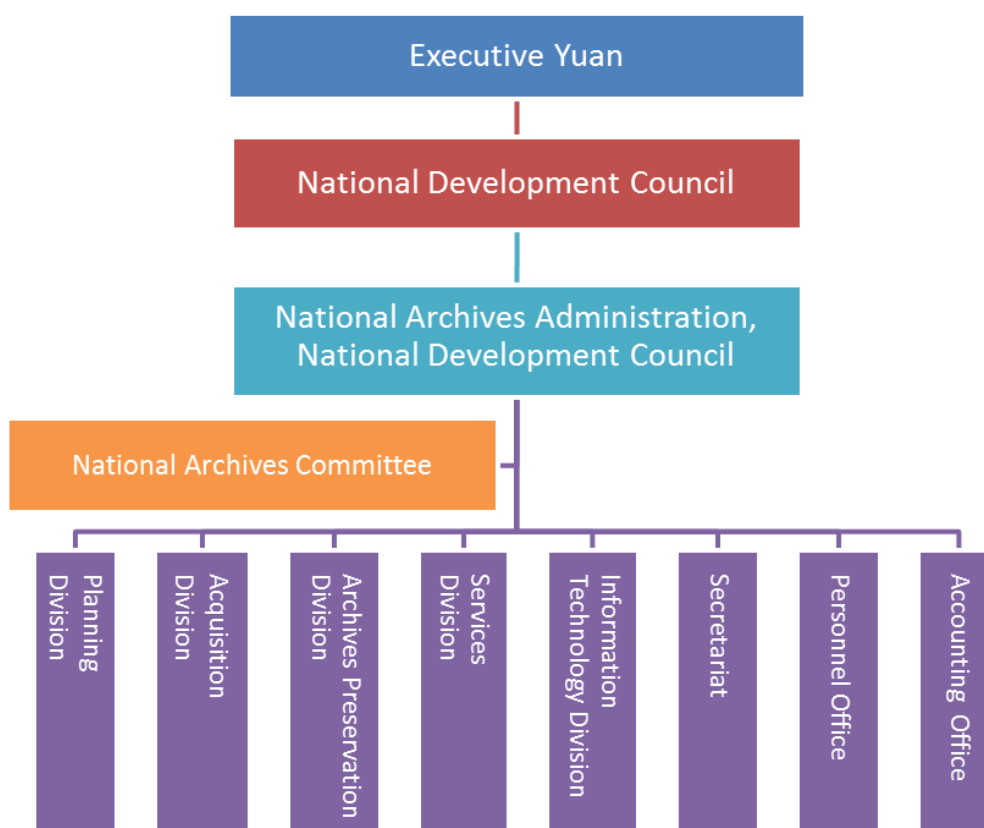 Executive Yuan
National Development Council
National Archives Administration,
National Development Council
National Archives Committee
Planning
Division
Acquisition
Division
Archives Preservation
Division
Services
Division
Information
Technology Division
Secretariat
Personnel Office
Accounting Office